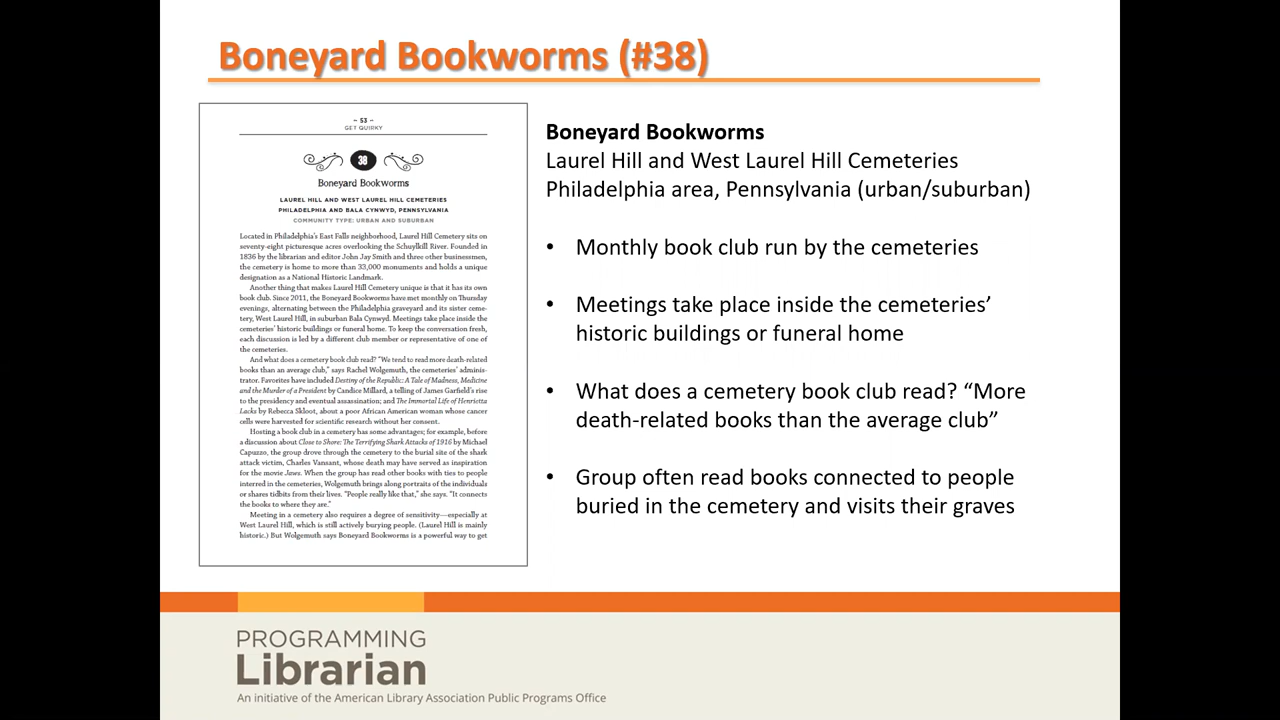 Boneyard Bookworms (#38)
~ 53 ~
GET QUIRKY
38
Boneyard Bookworms
LAUREL HILL AND WEST LAUREL HILL CEMETERIES
PHILADELPHIA AND BALA CYNWYD, PENNSYLVANIA
COMMUNITY TYPE: URBAN AND SUBURBAN
Located in Philadelphia's East Falls neighborhood, Laurel Hill Cemetery sits on
seventy-eight picturesque acres overlooking the Schuylkill River. Founded in
1836 by the librarian and editor John Jay Smith and three other businessmen,
the cemetery is home to more than 33,000 monuments and holds a unique
designation as a National Historic Landmark.
Another thing that makes Laurel Hill Cemetery unique is that it has its own
book club. Since 2011, the Boneyard Bookworms have met monthly on Thursday
evenings, alternating between the Philadelphia graveyard and its sister ceme-
tery, West Laurel Hill, in suburban Bala Cynwyd. Meetings take place inside the
cemeteries' historic buildings or funeral home. To keep the conversation fresh,
each discussion is led by a different club member or representative of one of
the cemeteries.
And what does a cemetery book club read? "We tend to read more death-related
books than an average club," says Rachel Wolgemuth, the cemeteries' adminis-
trator. Favorites have included Destiny of the Republic: A Tale of Madness, Medicine
and the Murder of a President by Candice Millard, a telling of James Garfield's rise
to the presidency and eventual assassination; and The Immortal Life of Henrietta
Lacks by Rebecca Skloot, about a poor African American woman whose cancer
cells were harvested for scientific research without her consent.
Hosting a book club in a cemetery has some advantages; for example, before
a discussion about Close to Shore: The Terrifying Shark Attacks of 1916 by Michael
Capuzzo, the group drove through the cemetery to the burial site of the shark
attack victim, Charles Vansant, whose death may have served as inspiration
for the movie Jaws. When the group has read other books with ties to people
interred in the cemeteries, Wolgemuth brings along portraits of the individuals
or shares tidbits from their lives. "People really like that," she says. "It connects
the books to where they are."
Meeting in a cemetery also requires a degree of sensitivity—especially at
West Laurel Hill, which is still actively burying people. (Laurel Hill is mainly
historic.) But Wolgemuth says Boneyard Bookworms is a powerful way to get
Boneyard Bookworms
Laurel Hill and West Laurel Hill Cemeteries
Philadelphia area, Pennsylvania (urban/suburban)
• Monthly book club run by the cemeteries
• Meetings take place inside the cemeteries’
historic buildings or funeral home
• What does a cemetery book club read? “More
death-related books than the average club”
• Group often read books connected to people
buried in the cemetery and visits their graves
PROGRAMMING
Librarian
An initiative of the American Library Association Public Programs Office